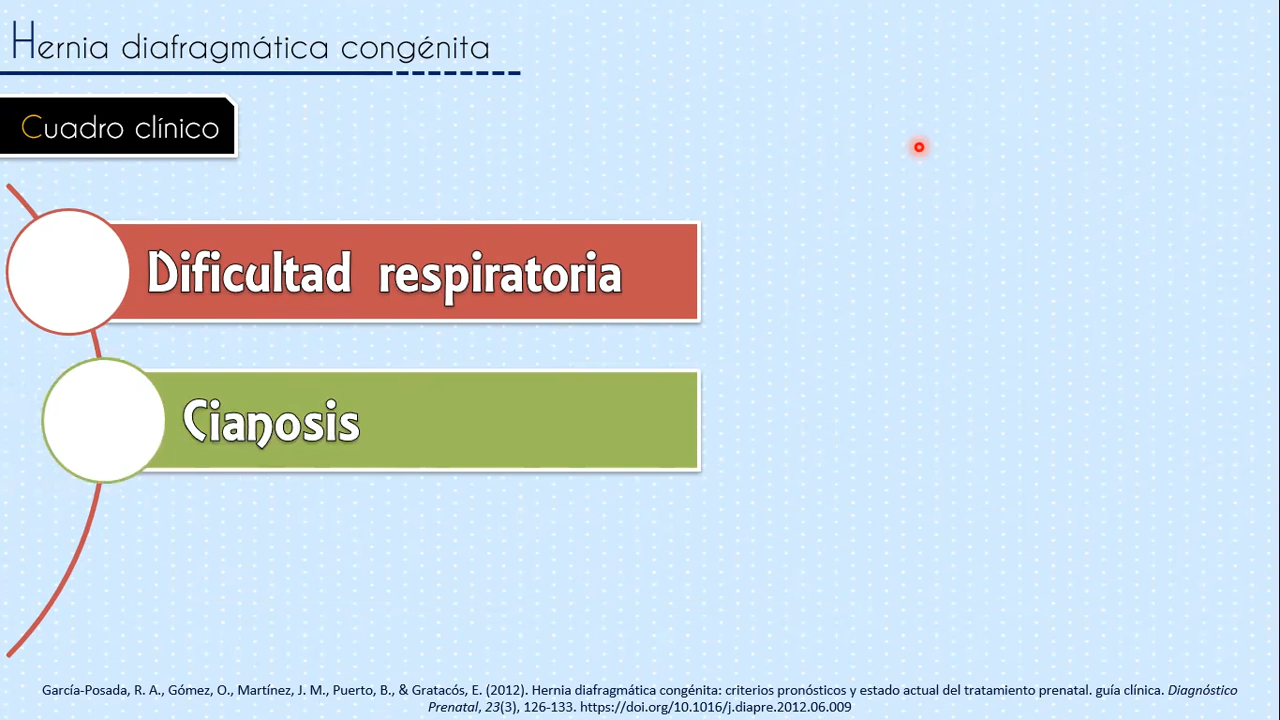 Hernia diafragmática congénita
Cuadro clínico
Dificultad respiratoria
Cianosis
García-Posada, R. A., Gómez, O., Martínez, J. M., Puerto, B., & Gratacós, E. (2012). Hernia diafragmática congénita: criterios pronósticos y estado actual del tratamiento prenatal. guía clínica. Diagnóstico
Prenatal, 23(3), 126-133. https://doi.org/10.1016/j.diapre.2012.06.009